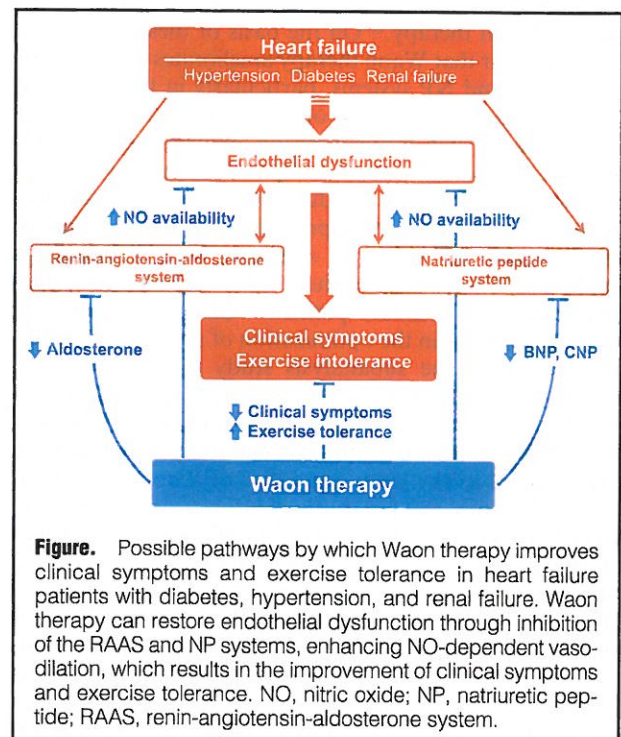 Heart failure
Hypertension Diabetes Renal failure
Endothelial dysfunction
NO availability
NO availability
Renin-angiotensin-aldosterone
system
Natriuretic peptide
system
Clinical symptoms
Exercise intolerance
Aldosterone
BNP, CNP
Clinical symptoms
Exercise tolerance
Waon therapy
Figure. Possible pathways by which Waon therapy improves
clinical symptoms and exercise tolerance in heart failure
patients with diabetes, hypertension, and renal failure. Waon
therapy can restore endothelial dysfunction through inhibition
of the RAAS and NP systems, enhancing NO-dependent vaso-
dilation, which results in the improvement of clinical symptoms
and exercise tolerance. NO, nitric oxide; NP, natriuretic pep-
tide; RAAS, renin-angiotensin-aldosterone system.